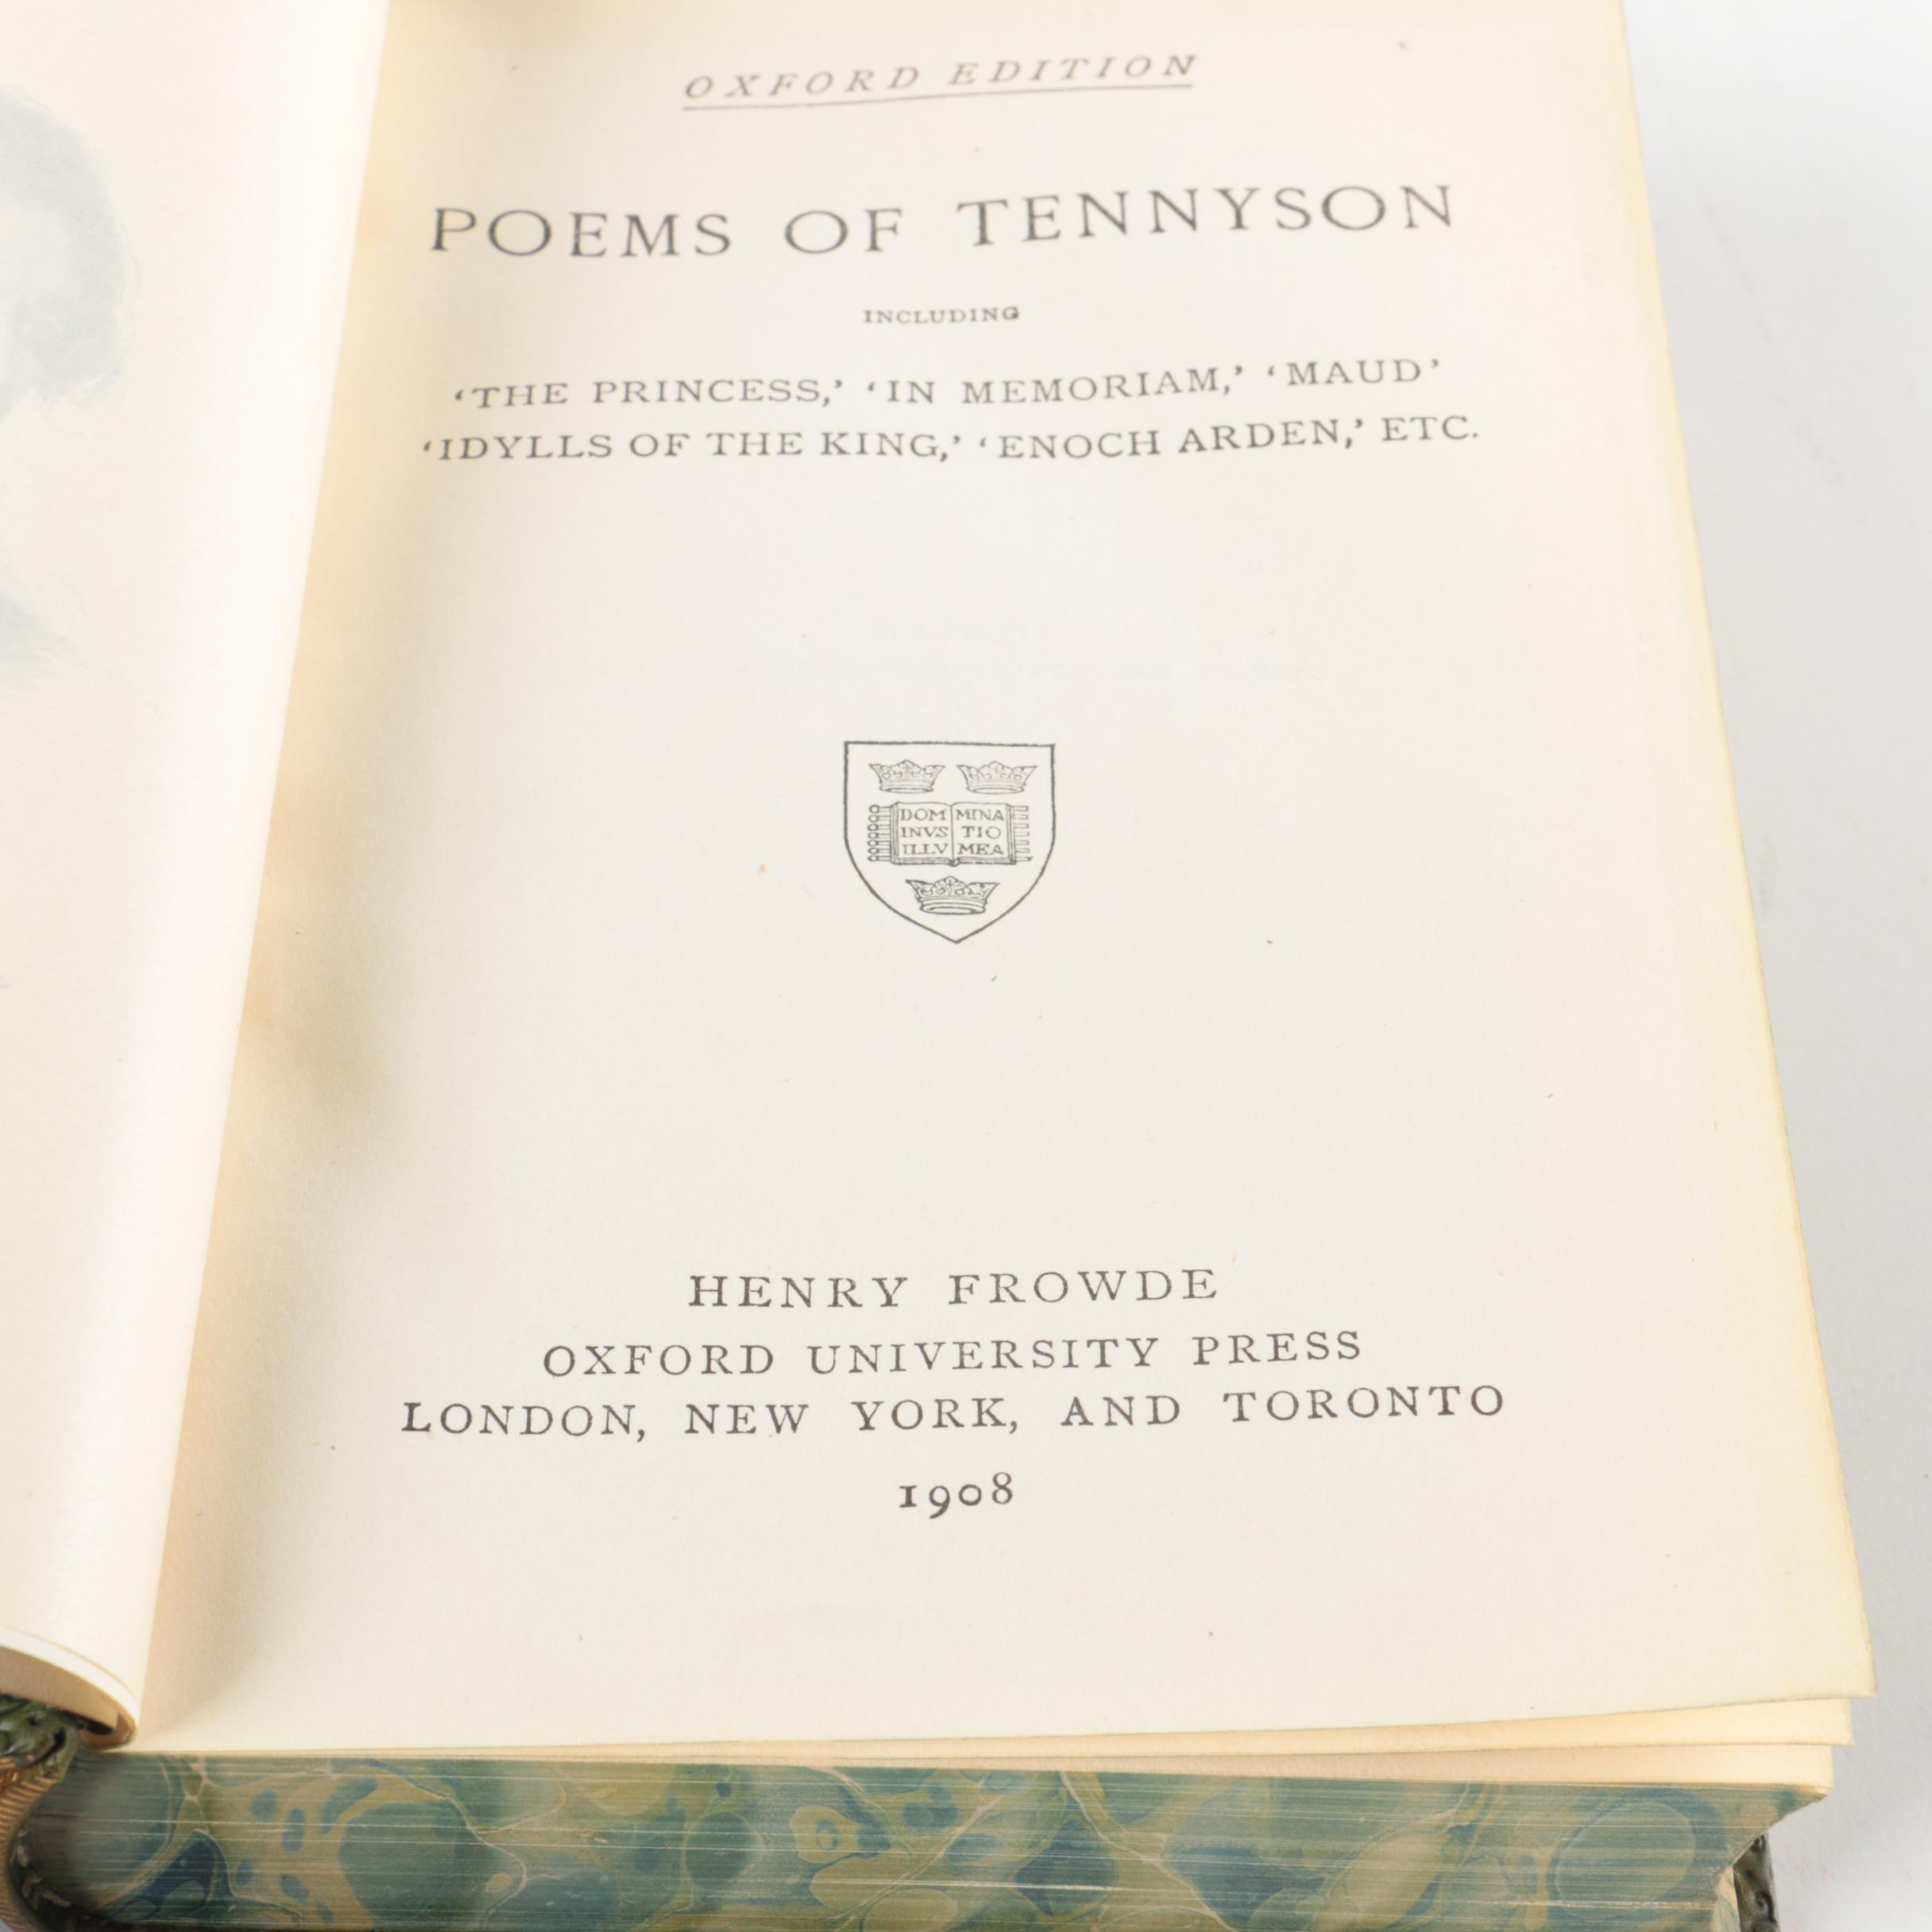 OXFORD EDITION
POEMS OF TENNYSON
INCLUDING
‘THE PRINCESS,’ ‘IN MEMORIAM,’ ‘MAUD’
‘IDYLLS OF THE KING,’ ‘ENOCH ARDEN,’ ETC.
DOM MINA
INVS TIO
ILLV MEA
HENRY FROWDE
OXFORD UNIVERSITY PRESS
LONDON, NEW YORK, AND TORONTO
1908